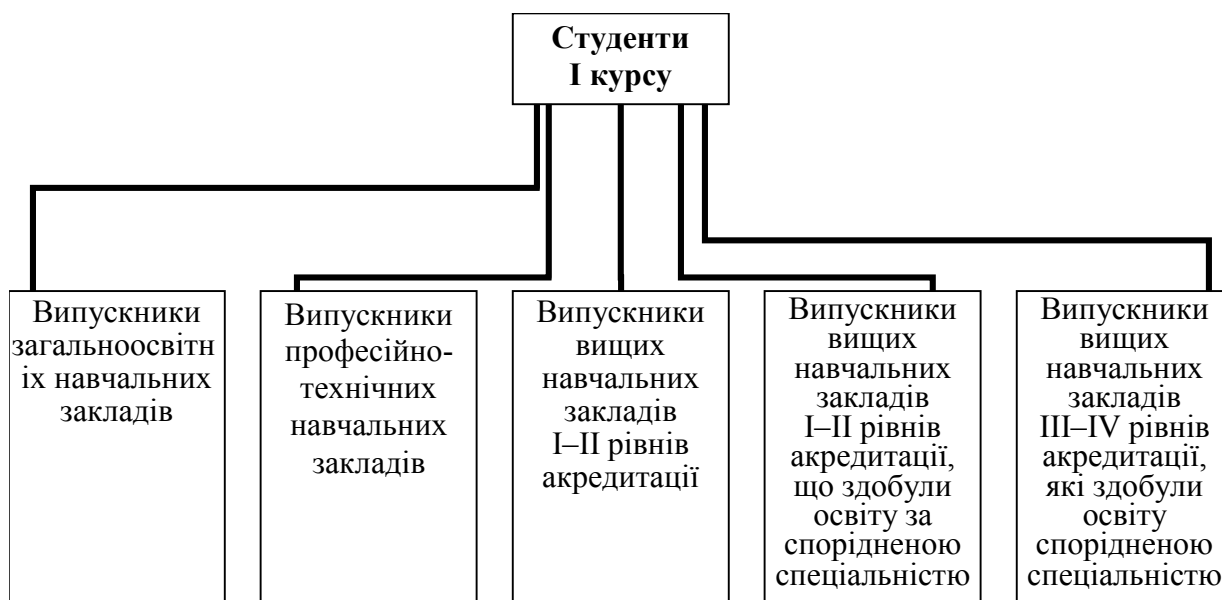 Студенти
І курсу
Випускники
загальноосвітн
іх навчальних
закладів
Випускники
професійно-
технічних
навчальних
закладів
Випускники
вищих
навчальних
закладів
І–ІІ рівнів
акредитації
Випускники
вищих
навчальних
закладів
І–ІІ рівнів
акредитації,
що здобули
освіту за
спорідненою
спеціальністю
Випускники
вищих
навчальних
закладів
ІІІ–ІV рівнів
акредитації,
які здобули
освіту
спорідненою
спеціальністю